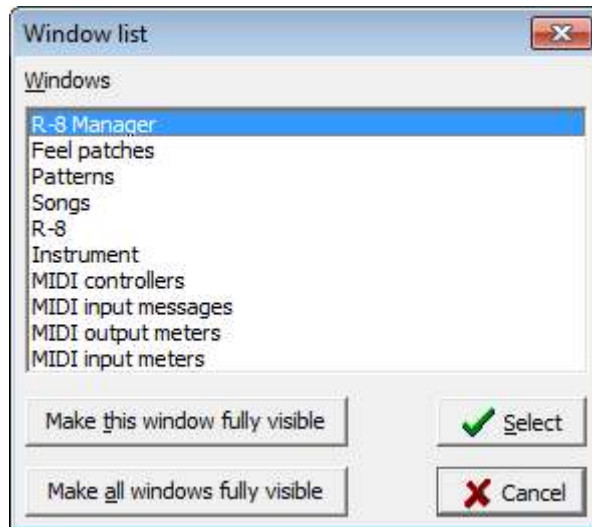 Window list
Windows
R-8 Manager
Feel patches
Patterns
Songs
R-8
Instrument
MIDI controllers
MIDI input messages
MIDI output meters
MIDI input meters
Make this window fully visible
Select
Make all windows fully visible
Cancel